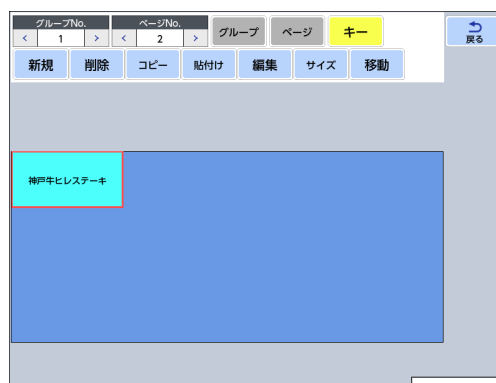 グループNo. ページNo.
< 1 > < 2 > グループ ページ キー 戻る
新規 削除 コピー 貼付け 編集 サイズ 移動
神戸牛ヒレステーキ